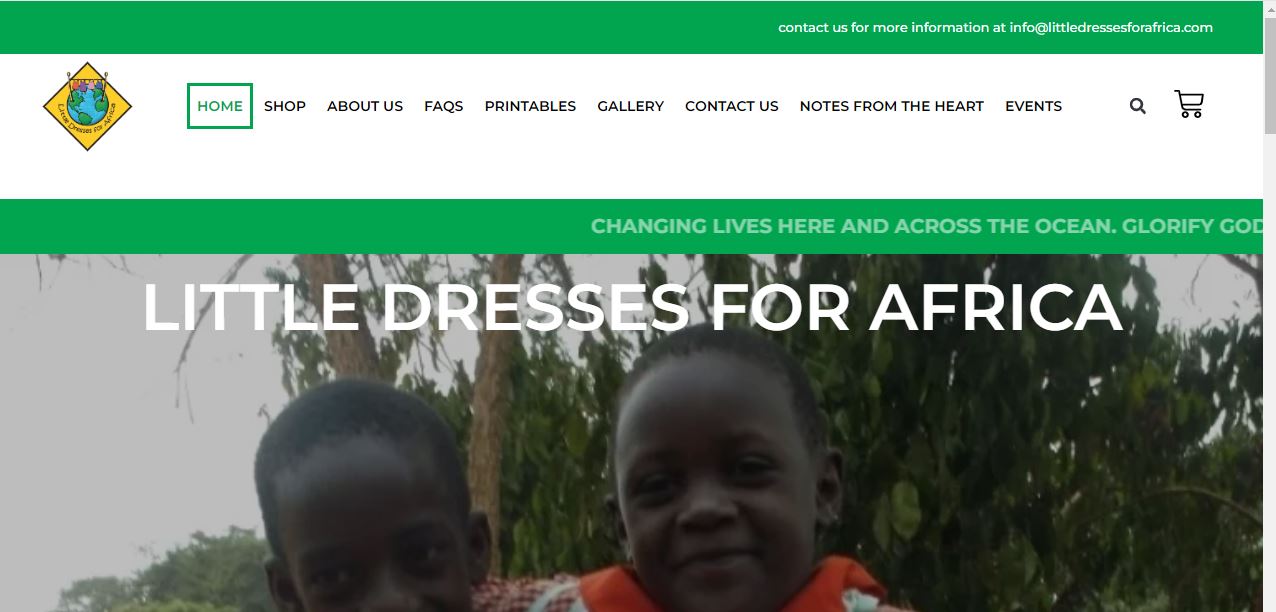 contact us for more information at info@littledressesforafrica.com
Little Dresses For Africa
HOME SHOP ABOUT US FAQS PRINTABLES GALLERY CONTACT US NOTES FROM THE HEART EVENTS
CHANGING LIVES HERE AND ACROSS THE OCEAN. GLORIFY GOD
LITTLE DRESSES FOR AFRICA